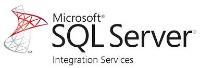 Microsoft
SQL Server
Integration Services